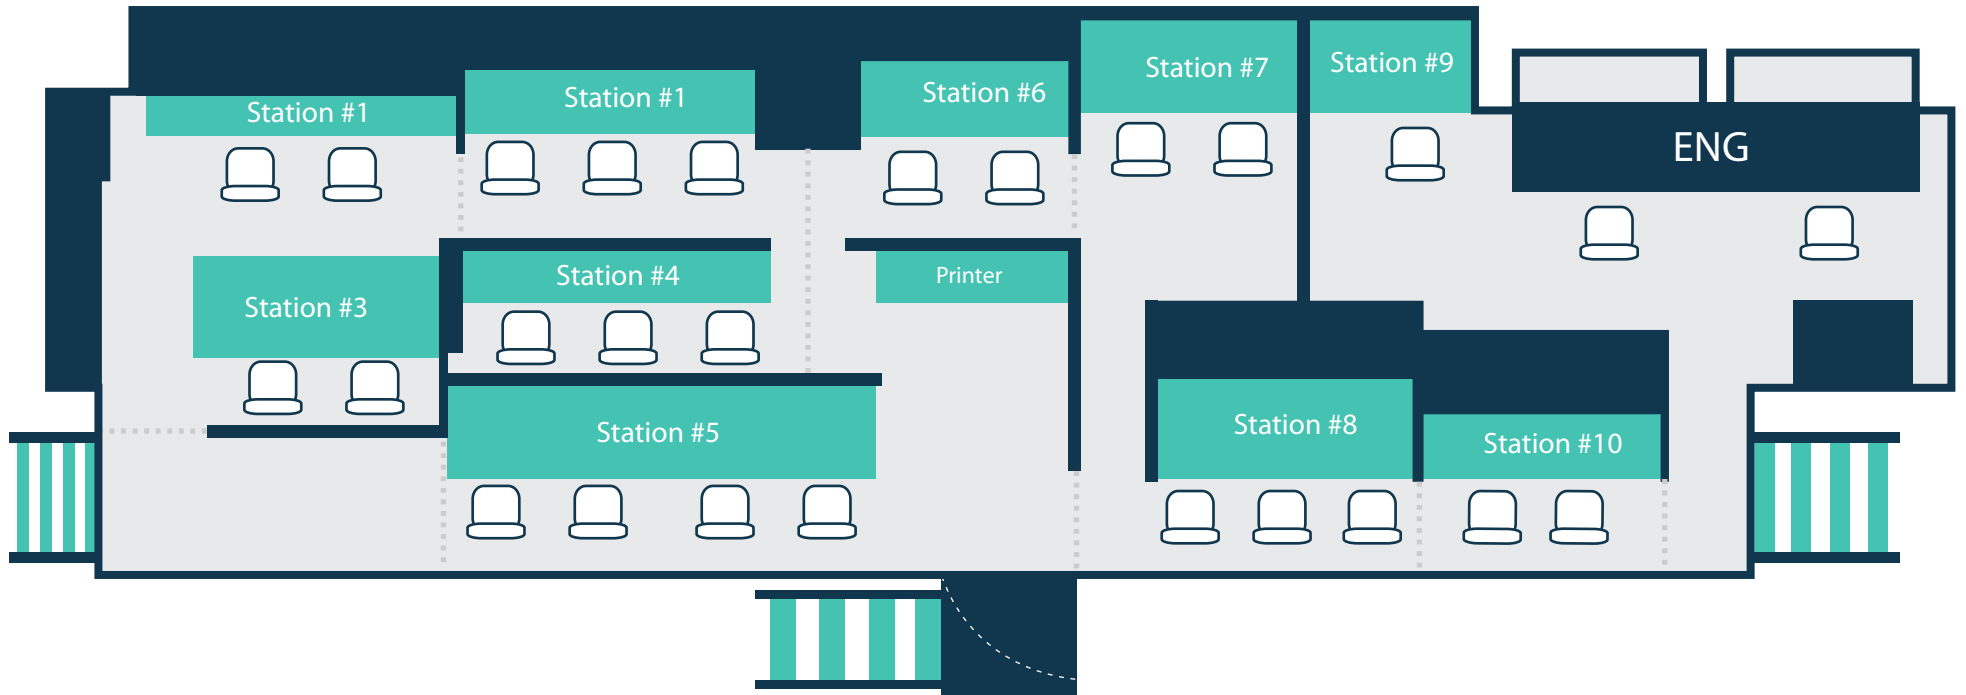 Station #1
Station #1
Station #6
Station #7
Station #9
ENG
Station #3
Station #4
Printer
Station #5
Station #8
Station #10